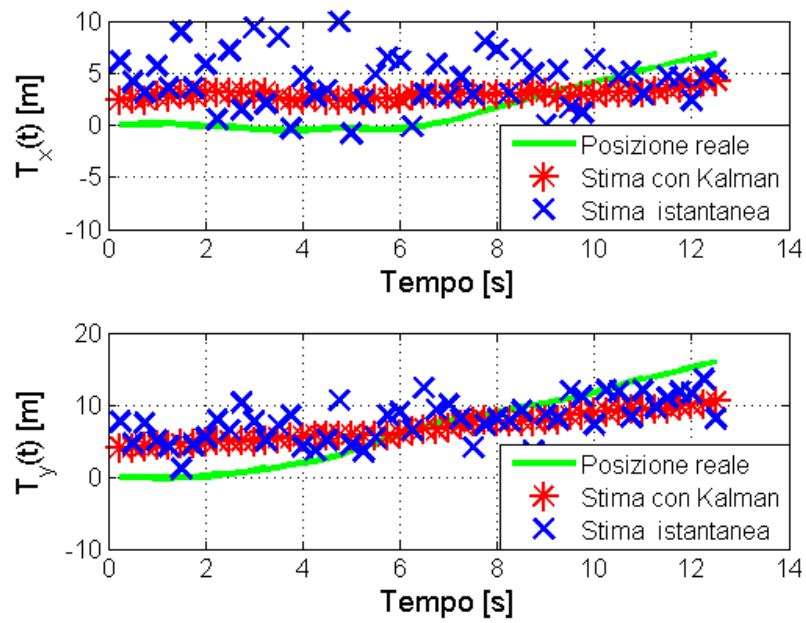 10
5
0
-5
-10
T_x(t) [m]
0 2 4 6 8 10 12 14
Tempo [s]
Posizione reale
Stima con Kalman
Stima istantanea
20
10
0
-10
T_y(t) [m]
0 2 4 6 8 10 12 14
Tempo [s]
Posizione reale
Stima con Kalman
Stima istantanea